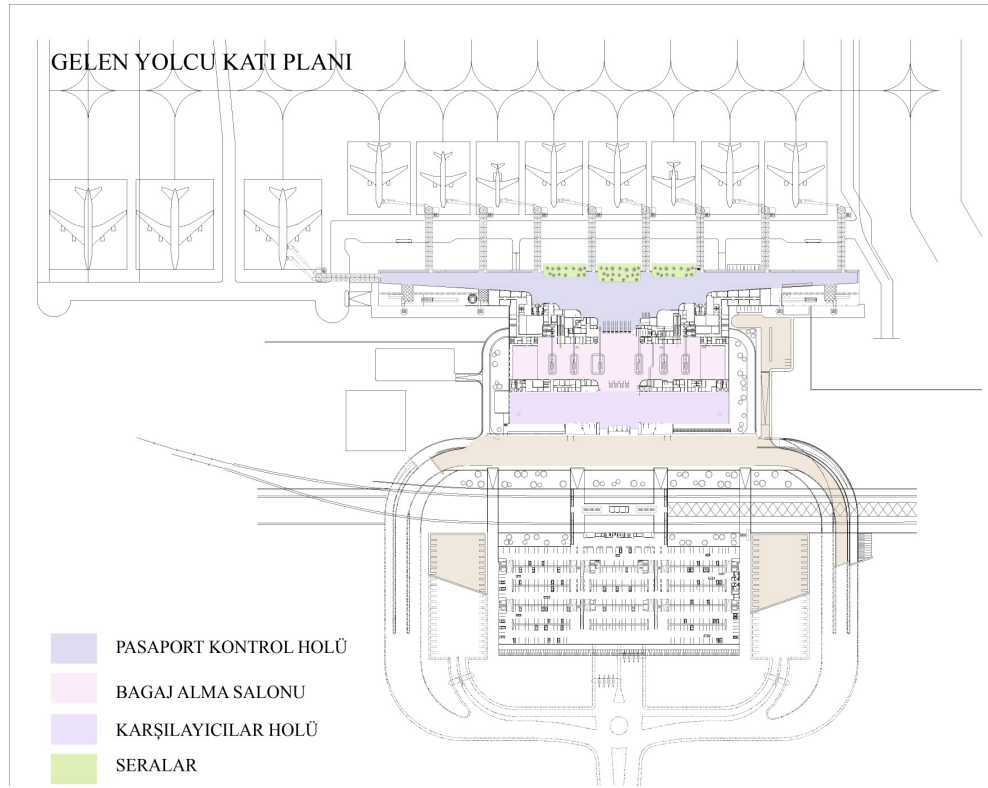 GELEN YOLCU KATI PLANI
PASAPORT KONTROL HOLÜ
BAGAJ ALMA SALONU
KARŞILAYICILAR HOLÜ
SERALAR